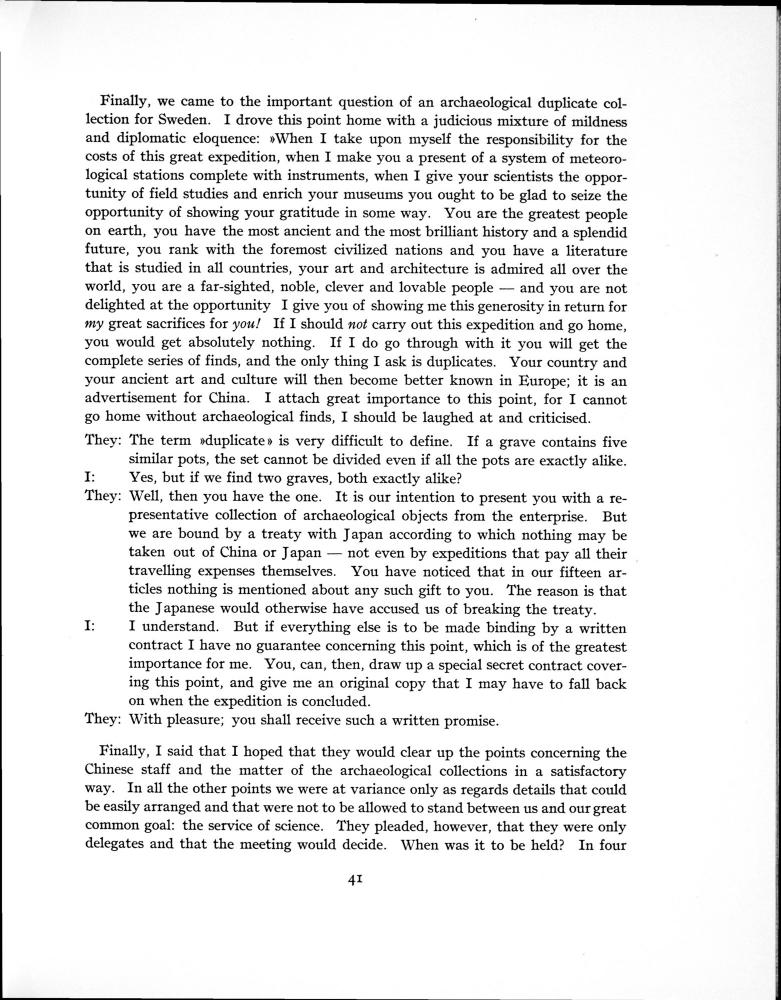 Finally, we came to the important question of an archaeological duplicate col-
lection for Sweden. I drove this point home with a judicious mixture of mildness
and diplomatic eloquence: »When I take upon myself the responsibility for the
costs of this great expedition, when I make you a present of a system of meteoro-
logical stations complete with instruments, when I give your scientists the oppor-
tunity of field studies and enrich your museums you ought to be glad to seize the
opportunity of showing your gratitude in some way. You are the greatest people
on earth, you have the most ancient and the most brilliant history and a splendid
future, you rank with the foremost civilized nations and you have a literature
that is studied in all countries, your art and architecture is admired all over the
world, you are a far-sighted, noble, clever and lovable people — and you are not
delighted at the opportunity I give you of showing me this generosity in return for
my great sacrifices for you! If I should not carry out this expedition and go home,
you would get absolutely nothing. If I do go through with it you will get the
complete series of finds, and the only thing I ask is duplicates. Your country and
your ancient art and culture will then become better known in Europe; it is an
advertisement for China. I attach great importance to this point, for I cannot
go home without archaeological finds, I should be laughed at and criticised.
They: The term »duplicate» is very difficult to define. If a grave contains five
similar pots, the set cannot be divided even if all the pots are exactly alike.
I: Yes, but if we find two graves, both exactly alike?
They: Well, then you have the one. It is our intention to present you with a re-
presentative collection of archaeological objects from the enterprise. But
we are bound by a treaty with Japan according to which nothing may be
taken out of China or Japan — not even by expeditions that pay all their
travelling expenses themselves. You have noticed that in our fifteen ar-
ticles nothing is mentioned about any such gift to you. The reason is that
the Japanese would otherwise have accused us of breaking the treaty.
I: I understand. But if everything else is to be made binding by a written
contract I have no guarantee concerning this point, which is of the greatest
importance for me. You, can, then, draw up a special secret contract cover-
ing this point, and give me an original copy that I may have to fall back
on when the expedition is concluded.
They: With pleasure; you shall receive such a written promise.
Finally, I said that I hoped that they would clear up the points concerning the
Chinese staff and the matter of the archaeological collections in a satisfactory
way. In all the other points we were at variance only as regards details that could
be easily arranged and that were not to be allowed to stand between us and our great
common goal: the service of science. They pleaded, however, that they were only
delegates and that the meeting would decide. When was it to be held? In four
41